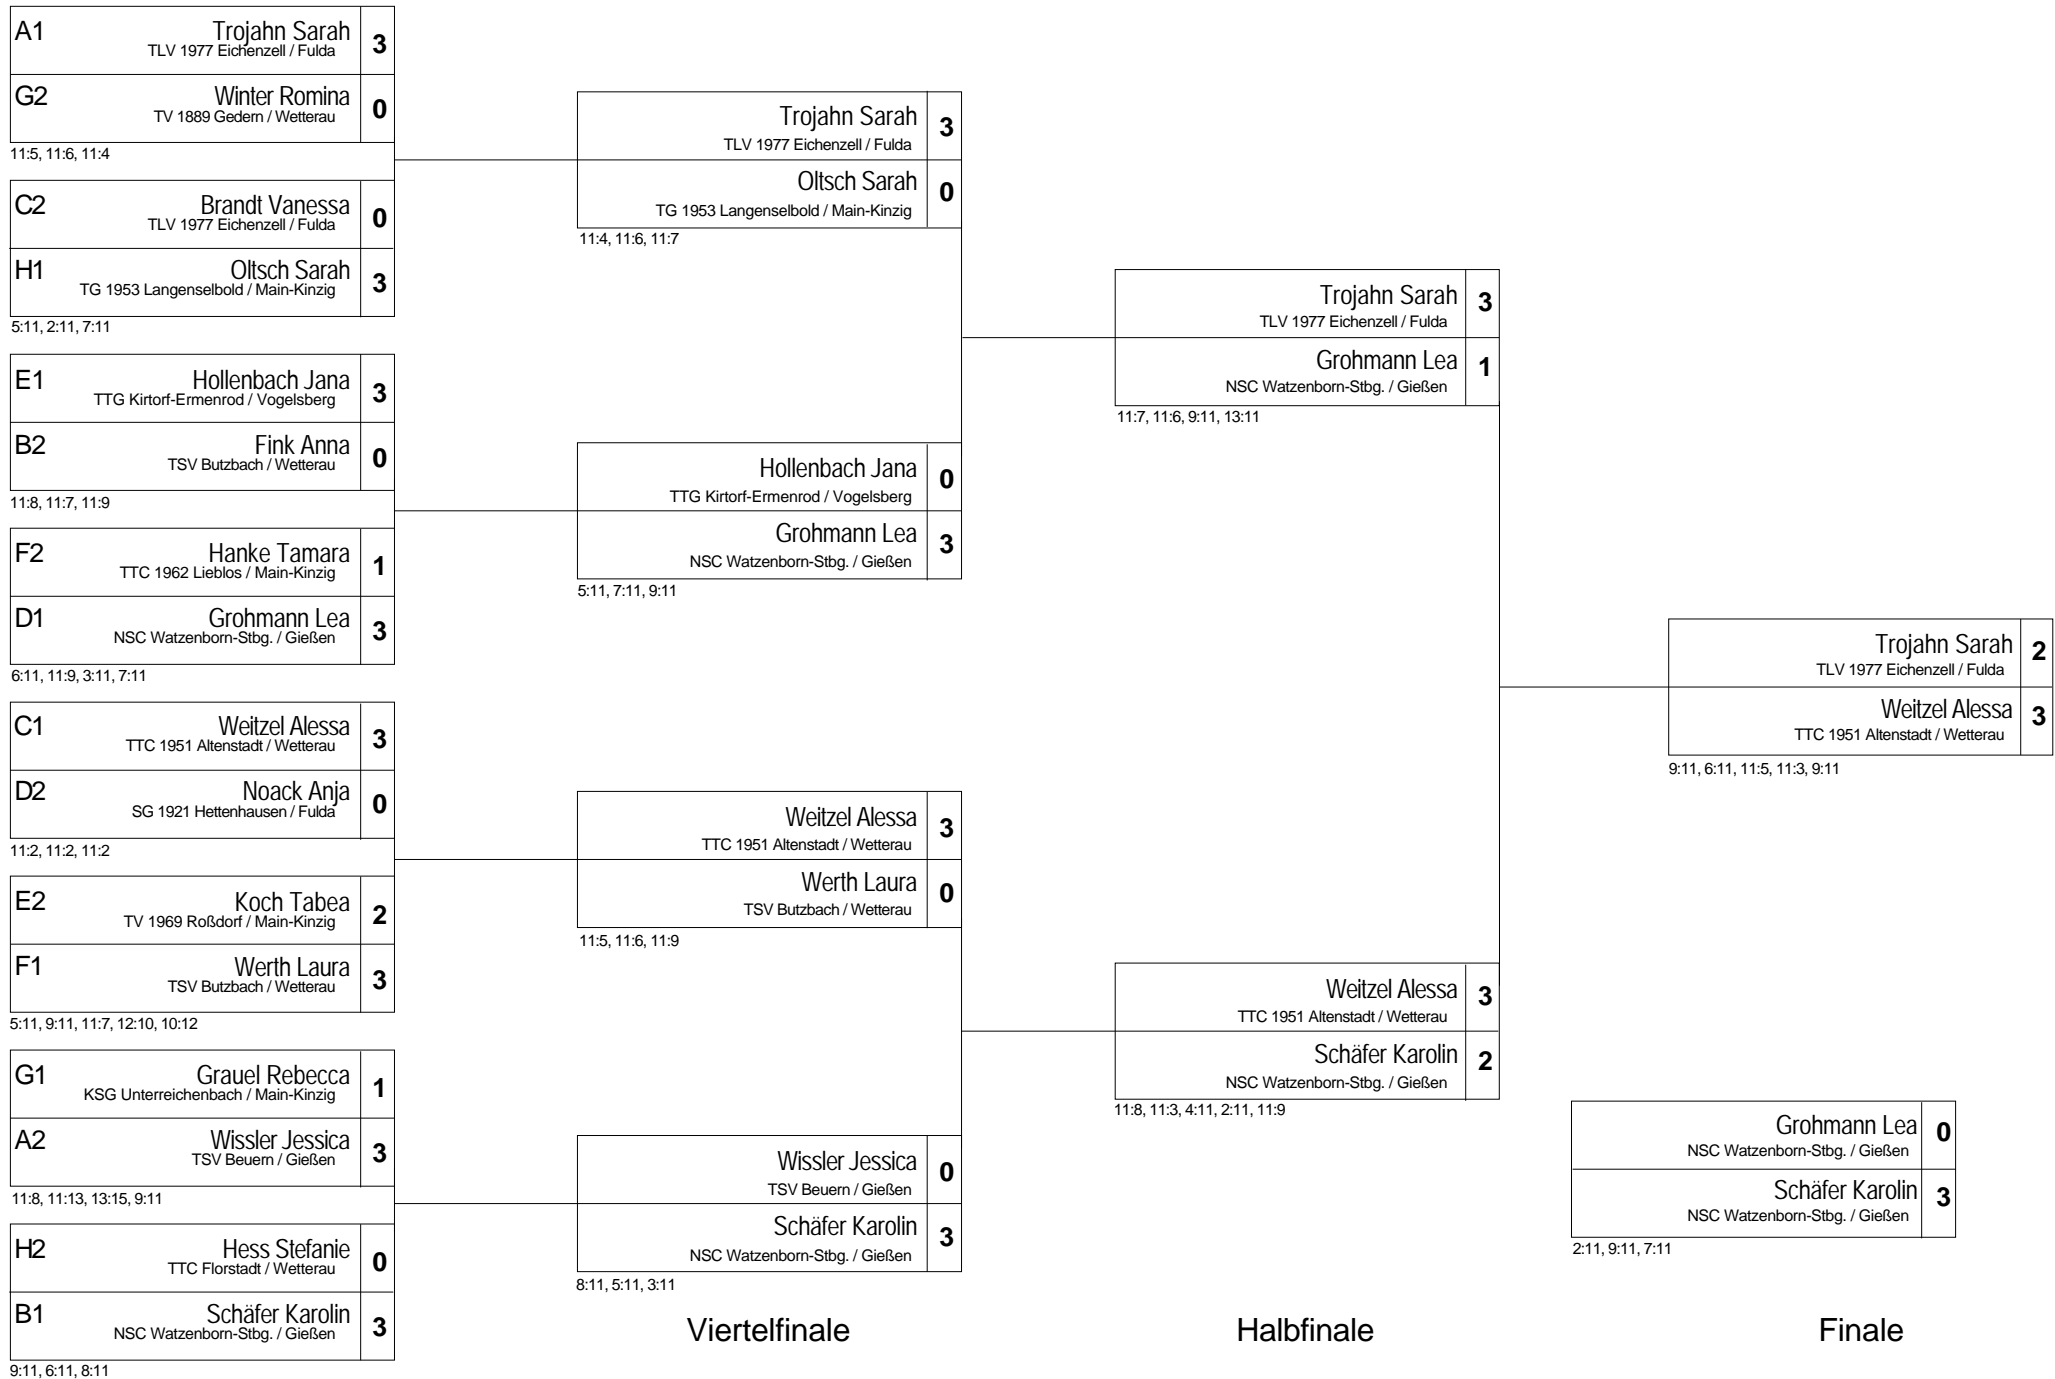 A1 Trojahn Sarah 3
TLV 1977 Eichenzell / Fulda
G2 Winter Romina 0
TV 1889 Gedern / Wetterau
11:5, 11:6, 11:4
C2 Brandt Vanessa 0
TLV 1977 Eichenzell / Fulda
H1 Oltsch Sarah 3
TG 1953 Langenselbold / Main-Kinzig
5:11, 2:11, 7:11
E1 Hollenbach Jana 3
TTG Kirtorf-Ermenrod / Vogelsberg
B2 Fink Anna 0
TSV Butzbach / Wetterau
11:8, 11:7, 11:9
F2 Hanke Tamara 1
TTC 1962 Lieblos / Main-Kinzig
D1 Grohmann Lea 3
NSC Watzenborn-Stbg. / Gießen
6:11, 11:9, 3:11, 7:11
C1 Weitzel Alessa 3
TTC 1951 Altenstadt / Wetterau
D2 Noack Anja 0
SG 1921 Hettenhausen / Fulda
11:2, 11:2, 11:2
E2 Koch Tabea 2
TV 1969 Roßdorf / Main-Kinzig
F1 Werth Laura 3
TSV Butzbach / Wetterau
5:11, 9:11, 11:7, 12:10, 10:12
G1 Grauel Rebecca 1
KSG Unterreichenbach / Main-Kinzig
A2 Wissler Jessica 3
TSV Beuern / Gießen
11:8, 11:13, 13:15, 9:11
H2 Hess Stefanie 0
TTC Florstadt / Wetterau
B1 Schäfer Karolin 3
NSC Watzenborn-Stbg. / Gießen
9:11, 6:11, 8:11
Trojahn Sarah 3
TLV 1977 Eichenzell / Fulda
Oltsch Sarah 0
TG 1953 Langenselbold / Main-Kinzig
11:4, 11:6, 11:7
Hollenbach Jana 0
TTG Kirtorf-Ermenrod / Vogelsberg
Grohmann Lea 3
NSC Watzenborn-Stbg. / Gießen
5:11, 7:11, 9:11
Weitzel Alessa 3
TTC 1951 Altenstadt / Wetterau
Werth Laura 0
TSV Butzbach / Wetterau
11:5, 11:6, 11:9
Wissler Jessica 0
TSV Beuern / Gießen
Schäfer Karolin 3
NSC Watzenborn-Stbg. / Gießen
8:11, 5:11, 3:11
Viertelfinale
Trojahn Sarah 3
TLV 1977 Eichenzell / Fulda
Grohmann Lea 1
NSC Watzenborn-Stbg. / Gießen
11:7, 11:6, 9:11, 13:11
Weitzel Alessa 3
TTC 1951 Altenstadt / Wetterau
Schäfer Karolin 2
NSC Watzenborn-Stbg. / Gießen
11:8, 11:3, 4:11, 2:11, 11:9
Halbfinale
Trojahn Sarah 2
TLV 1977 Eichenzell / Fulda
Weitzel Alessa 3
TTC 1951 Altenstadt / Wetterau
9:11, 6:11, 11:5, 11:3, 9:11
Grohmann Lea 0
NSC Watzenborn-Stbg. / Gießen
Schäfer Karolin 3
NSC Watzenborn-Stbg. / Gießen
2:11, 9:11, 7:11
Finale